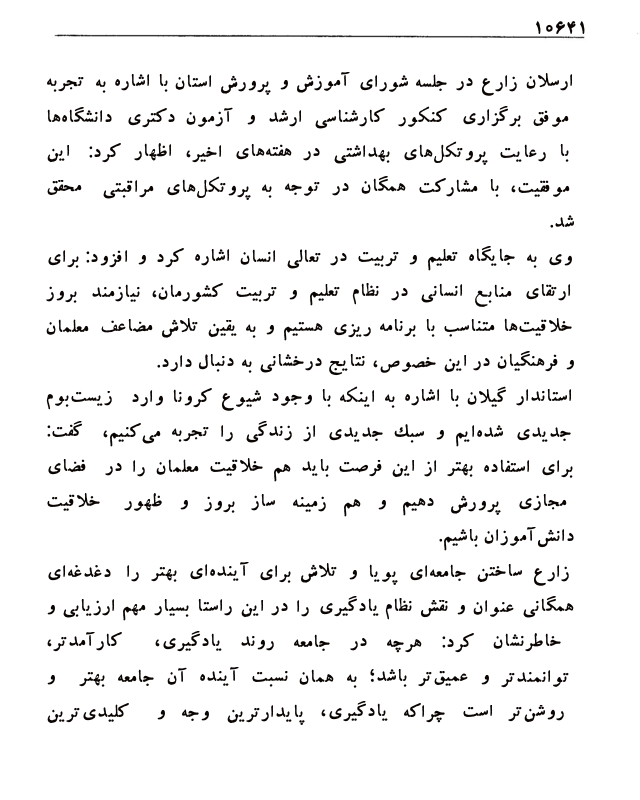 ۱۰۶۴۱
ارسلان زارع در جلسه شورای آموزش و پرورش استان با اشاره به تجربه
موفق برگزاری کنکور کارشناسی ارشد و آزمون دکتری دانشگاه‌ها
با رعایت پروتکل‌های بهداشتی در هفته‌های اخیر، اظهار کرد: این
موفقیت، با مشارکت همگان در توجه به پروتکل‌های مراقبتی محقق
شد.
وی به جایگاه تعلیم و تربیت در تعالی انسان اشاره کرد و افزود: برای
ارتقای منابع انسانی در نظام تعلیم و تربیت کشورمان، نیازمند بروز
خلاقیت‌ها متناسب با برنامه ریزی هستیم و به یقین تلاش مضاعف معلمان
و فرهنگیان در این خصوص، نتایج درخشانی به دنبال دارد.
استاندار گیلان با اشاره به اینکه با وجود شیوع کرونا وارد زیست‌بوم
جدیدی شده‌ایم و سبك جدیدی از زندگی را تجربه می‌کنیم، گفت:
برای استفاده بهتر از این فرصت باید هم خلاقیت معلمان را در فضای
مجازی پرورش دهیم و هم زمینه ساز بروز و ظهور خلاقیت
دانش‌آموزان باشیم.
زارع ساختن جامعه‌ای پویا و تلاش برای آینده‌ای بهتر را دغدغه‌ای
همگانی عنوان و نقش نظام یادگیری را در این راستا بسیار مهم ارزیابی و
خاطرنشان کرد: هرچه در جامعه روند یادگیری، کارآمدتر،
توانمندتر و عمیق‌تر باشد؛ به همان نسبت آینده آن جامعه بهتر و
روشن‌تر است چراکه یادگیری، پایدارترین وجه و کلیدی‌ترین